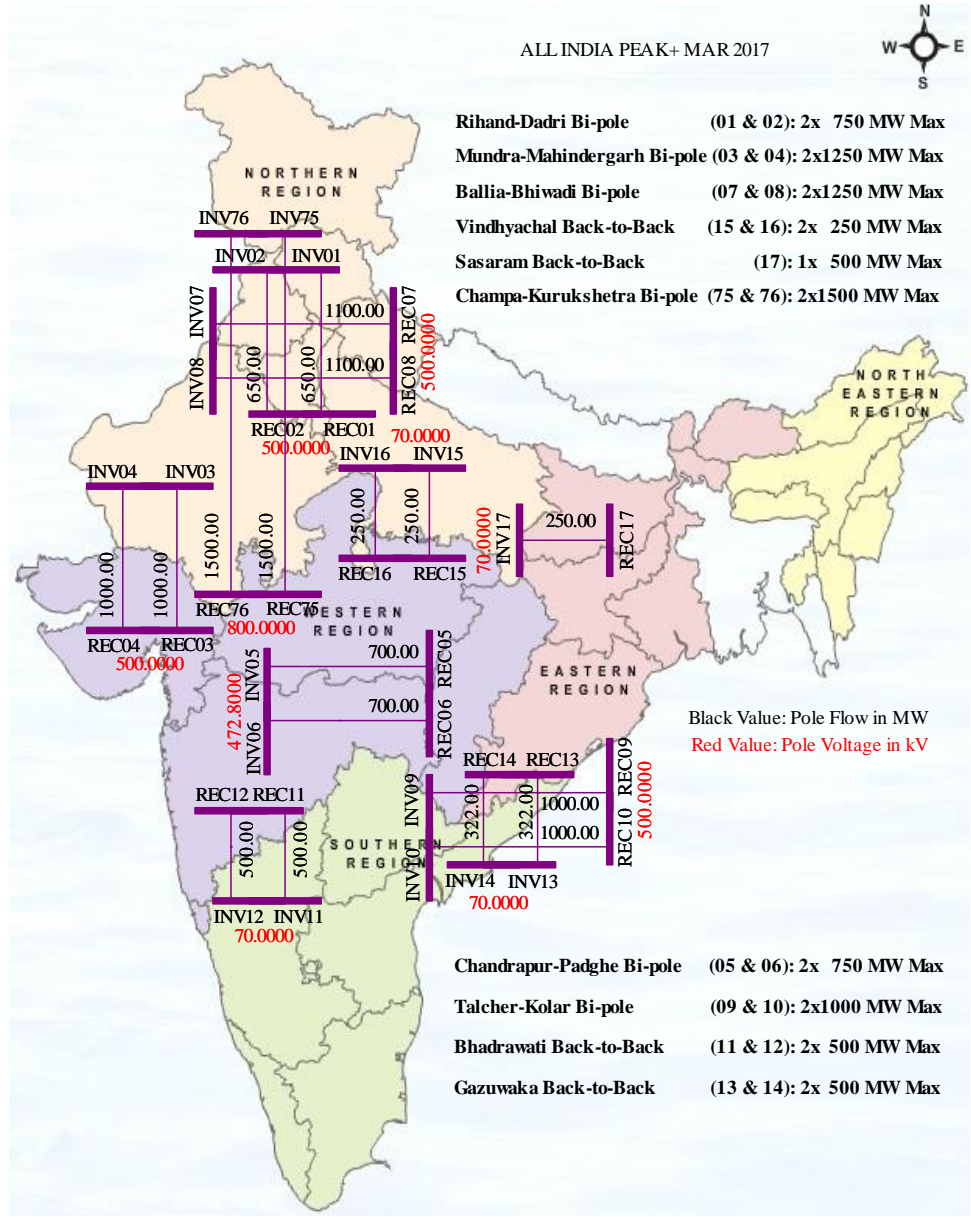 N
W E
S
ALL INDIA PEAK+ MAR 2017
Rihand-Dadri Bi-pole (01 & 02): 2x 750 MW Max
Mundra-Mahindergarh Bi-pole (03 & 04): 2x1250 MW Max
Ballia-Bhiwadi Bi-pole (07 & 08): 2x1250 MW Max
Vindhyachal Back-to-Back (15 & 16): 2x 250 MW Max
Sasaram Back-to-Back (17): 1x 500 MW Max
Champa-Kurukshetra Bi-pole (75 & 76): 2x1500 MW Max
NORTHERN
REGION
INV76 INV75
INV02 INV01
INV07
INV08
1100.00
1100.00
REC07
REC08
500.0000
650.00
650.00
REC02 REC01
500.0000
70.0000
INV16 INV15
250.00
250.00
REC16 REC15
INV04 INV03
1000.00
1000.00
REC04 REC03
500.0000
1500.00
1500.00
REC76 REC75
800.0000
70.0000
INV17
250.00
REC17
NORTH
EASTERN
REGION
WESTERN
REGION
INV05
INV06
472.8000
700.00
700.00
REC05
REC06
EASTERN
REGION
Black Value: Pole Flow in MW
Red Value: Pole Voltage in kV
REC14 REC13
322.00
322.00
INV14 INV13
70.0000
INV09
INV10
1000.00
1000.00
REC09
REC10
500.0000
REC12 REC11
500.00
500.00
INV12 INV11
70.0000
SOUTHERN
REGION
Chandrapur-Padghe Bi-pole (05 & 06): 2x 750 MW Max
Talcher-Kolar Bi-pole (09 & 10): 2x1000 MW Max
Bhadrawati Back-to-Back (11 & 12): 2x 500 MW Max
Gazuwaka Back-to-Back (13 & 14): 2x 500 MW Max